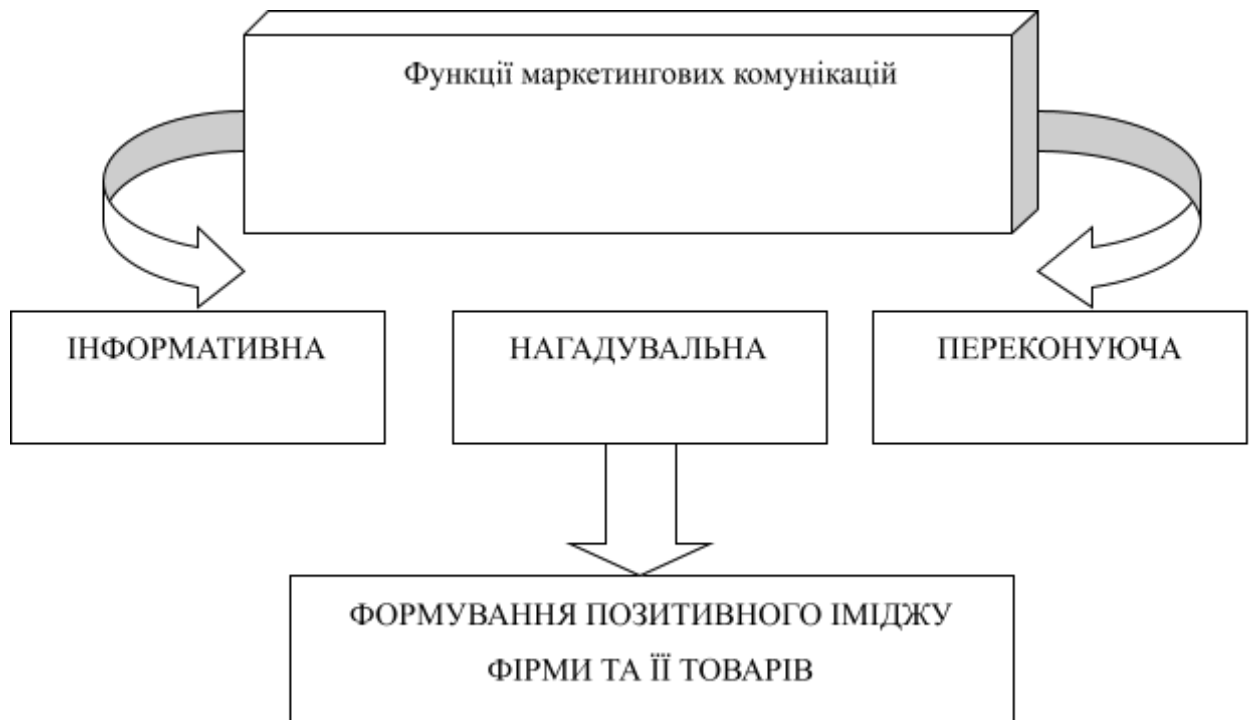 Функції маркетингових комунікацій
ІНФОРМАТИВНА
НАГАДУВАЛЬНА
ПЕРЕКОНУЮЧА
ФОРМУВАННЯ ПОЗИТИВНОГО ІМІДЖУ
ФІРМИ ТА ЇЇ ТОВАРІВ